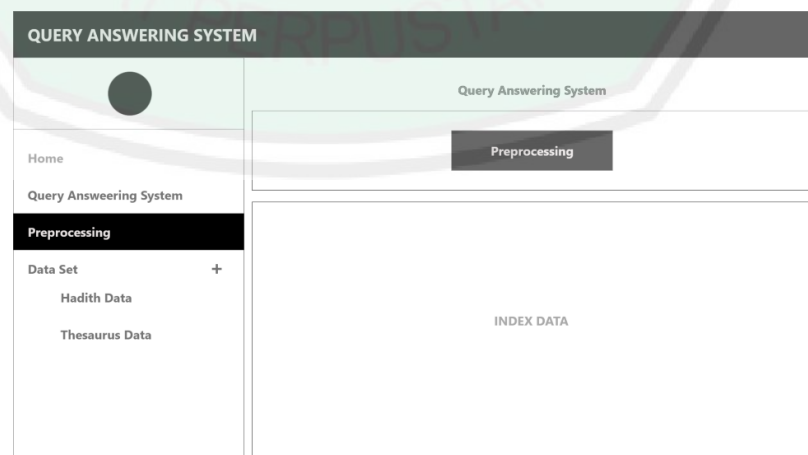 QUERY ANSWERING SYSTEM
Query Answering System
Home
Preprocessing
Query Answeering System
Preprocessing
Data Set +
Hadith Data
Thesaurus Data
INDEX DATA